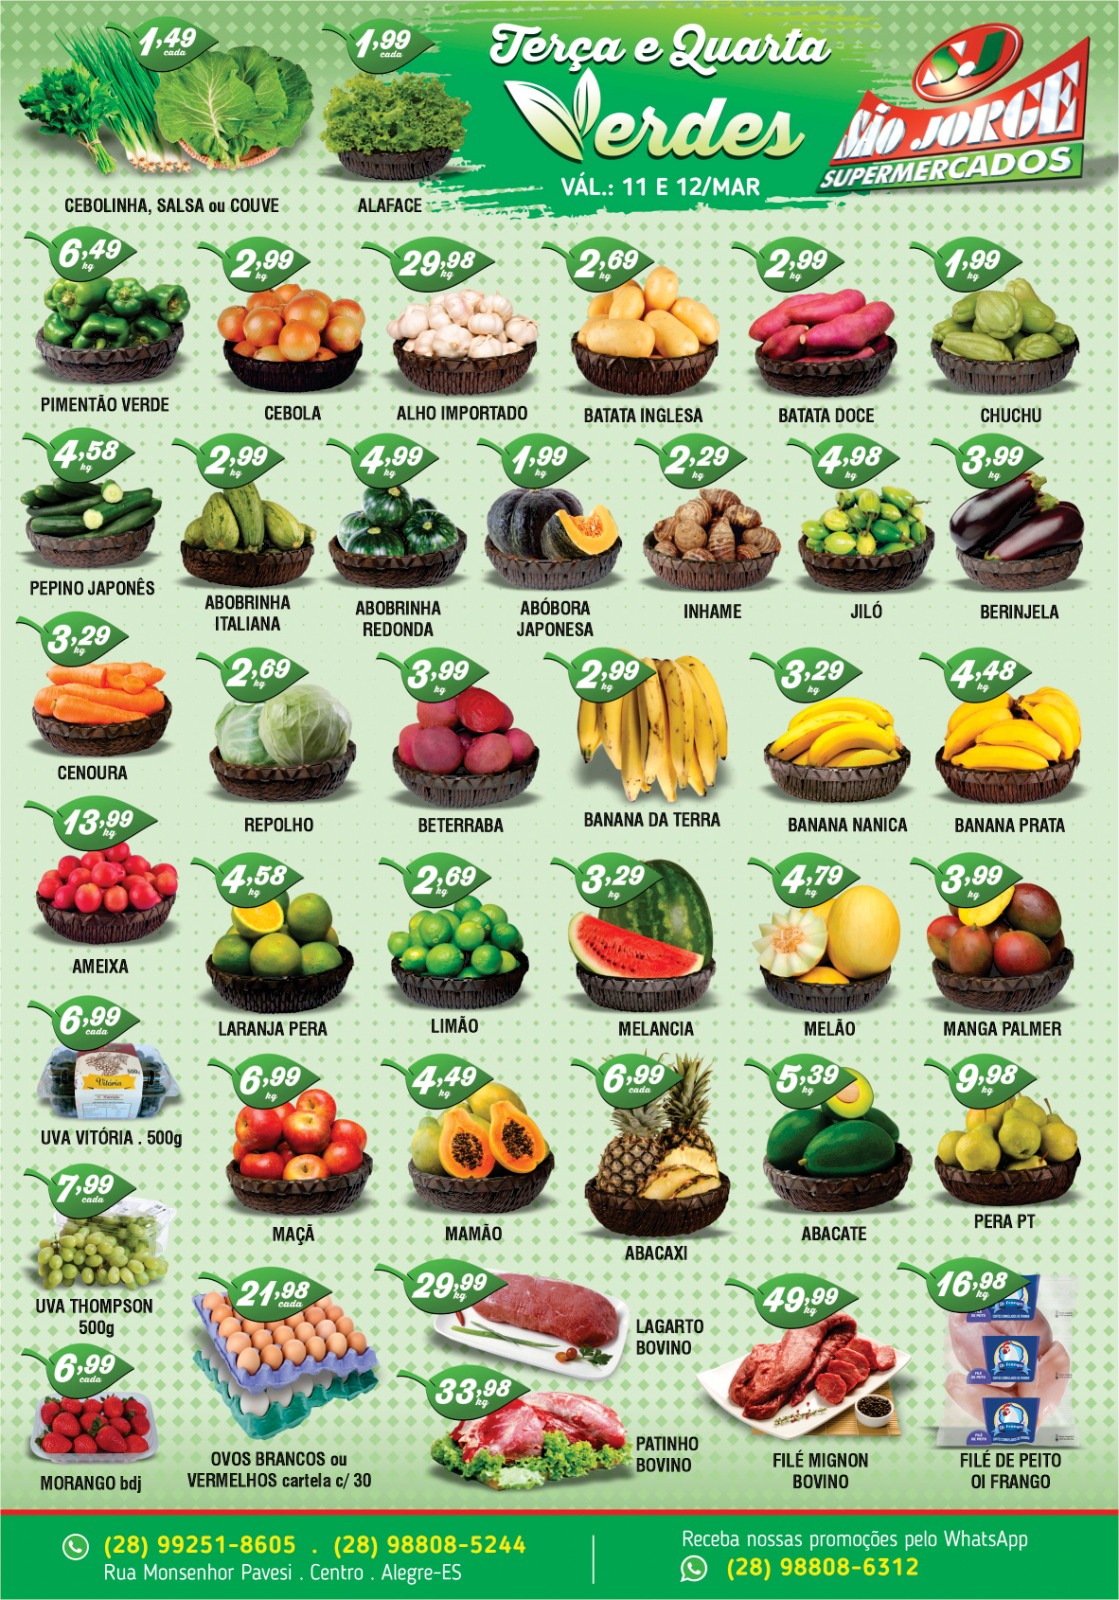 Terça e Quarta
Verdes
VÁL.: 11 E 12/MAR
SJ
SÃO JORGE
SUPERMERCADOS
1,49 cada
CEBOLINHA, SALSA ou COUVE
1,99 cada
ALAFACE
6,49 kg
PIMENTÃO VERDE
2,99 kg
CEBOLA
29,98 kg
ALHO IMPORTADO
2,69 kg
BATATA INGLESA
2,99 kg
BATATA DOCE
1,99 kg
CHUCHU
4,58 kg
PEPINO JAPONÊS
2,99 kg
ABOBRINHA
ITALIANA
4,99 kg
ABOBRINHA
REDONDA
1,99 kg
ABÓBORA
JAPONESA
2,29 kg
INHAME
4,98 kg
JILÓ
3,99 kg
BERINJELA
3,29 kg
CENOURA
2,69 kg
REPOLHO
3,99 kg
BETERRABA
2,99 kg
BANANA DA TERRA
3,29 kg
BANANA NANICA
4,48 kg
BANANA PRATA
13,99 kg
AMEIXA
4,58 kg
LARANJA PERA
2,69 kg
LIMÃO
3,29 kg
MELANCIA
4,79 kg
MELÃO
3,99 kg
MANGA PALMER
6,99 cada
Vitória
500g
UVA VITÓRIA . 500g
6,99 kg
MAÇÃ
4,49 kg
MAMÃO
6,99 cada
ABACAXI
5,39 kg
ABACATE
9,98 kg
PERA PT
7,99 cada
UVA THOMPSON
500g
21,98 cada
OVOS BRANCOS ou
VERMELHOS cartela c/ 30
29,99 kg
LAGARTO
BOVINO
33,98 kg
PATINHO
BOVINO
49,99 kg
FILÉ MIGNON
BOVINO
16,98 kg
Oi Frango
FILÉ DE PEITO
OI FRANGO
6,99 cada
MORANGO bdj
(28) 99251-8605 . (28) 98808-5244
Rua Monsenhor Pavesi . Centro . Alegre-ES
Receba nossas promoções pelo WhatsApp
(28) 98808-6312